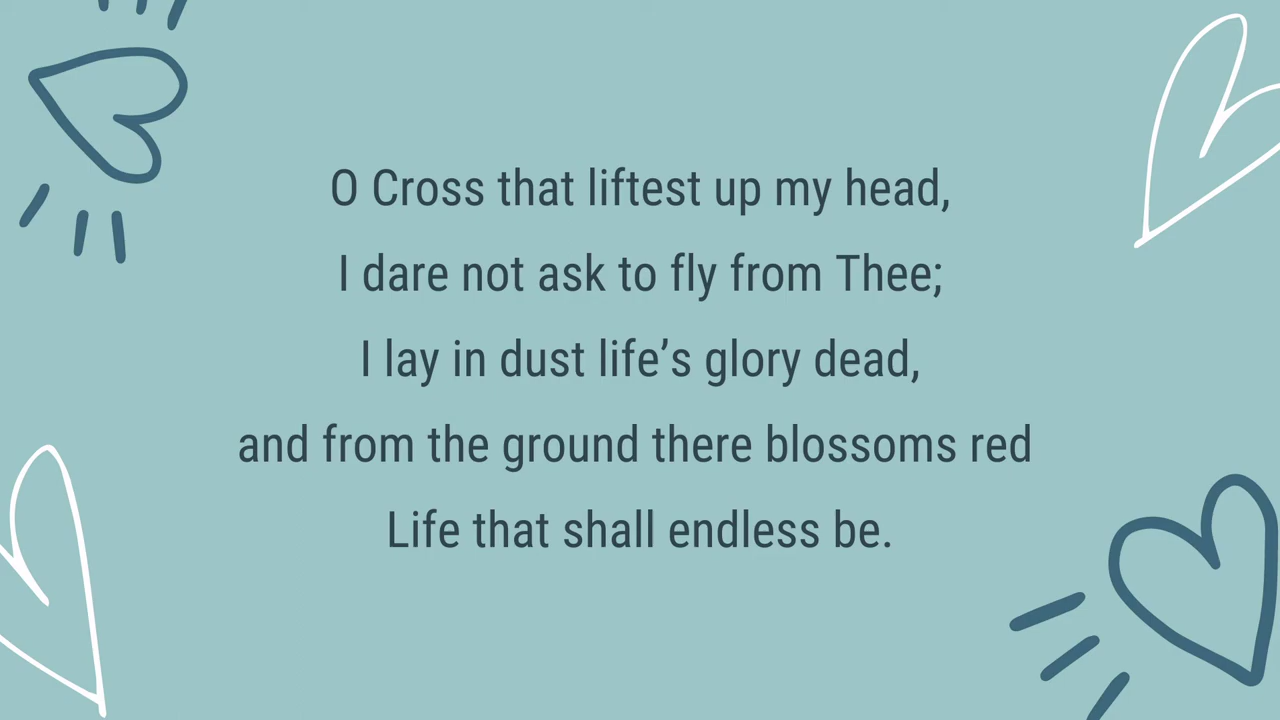 O Cross that liftest up my head,
I dare not ask to fly from Thee;
I lay in dust life’s glory dead,
and from the ground there blossoms red
Life that shall endless be.